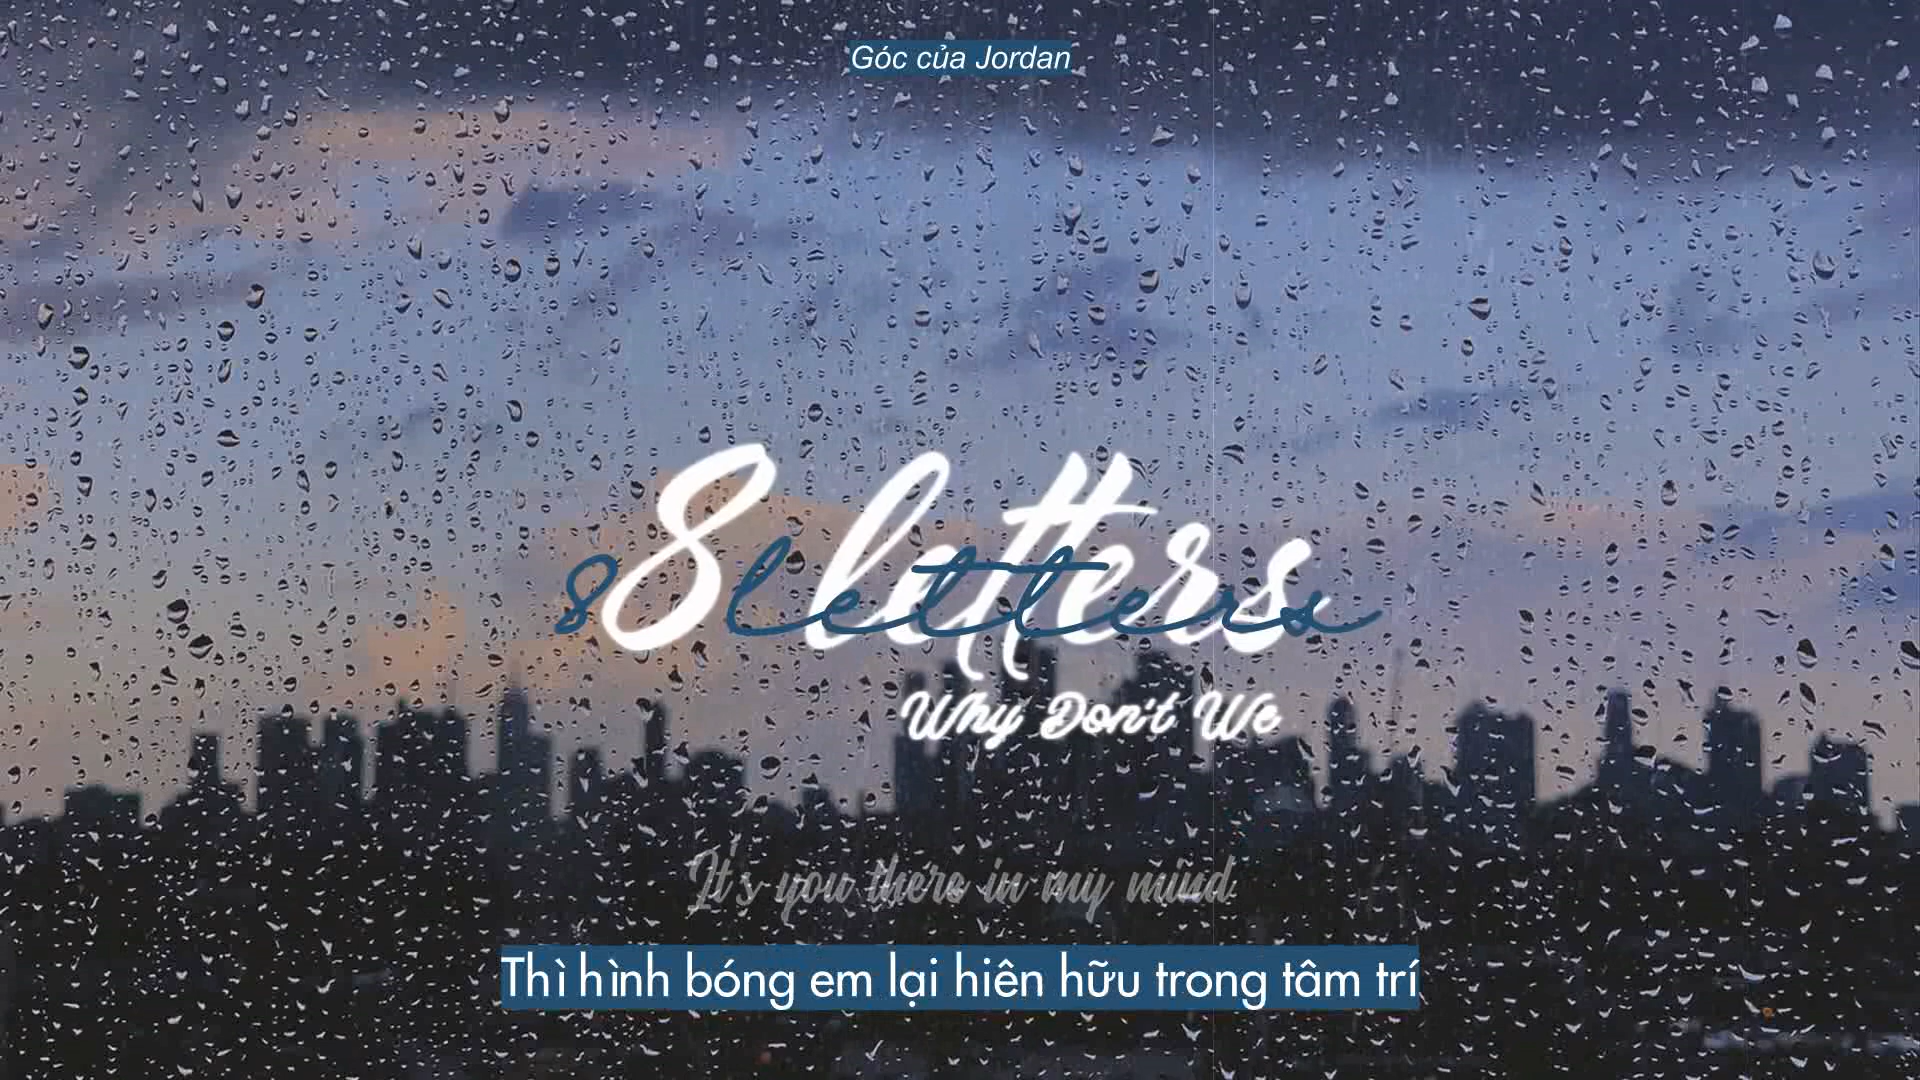 Góc của Jordan
8 letters
8 letters
Why Don't We
It's you there in my mind
Thì hình bóng em lại hiên hữu trong tâm trí